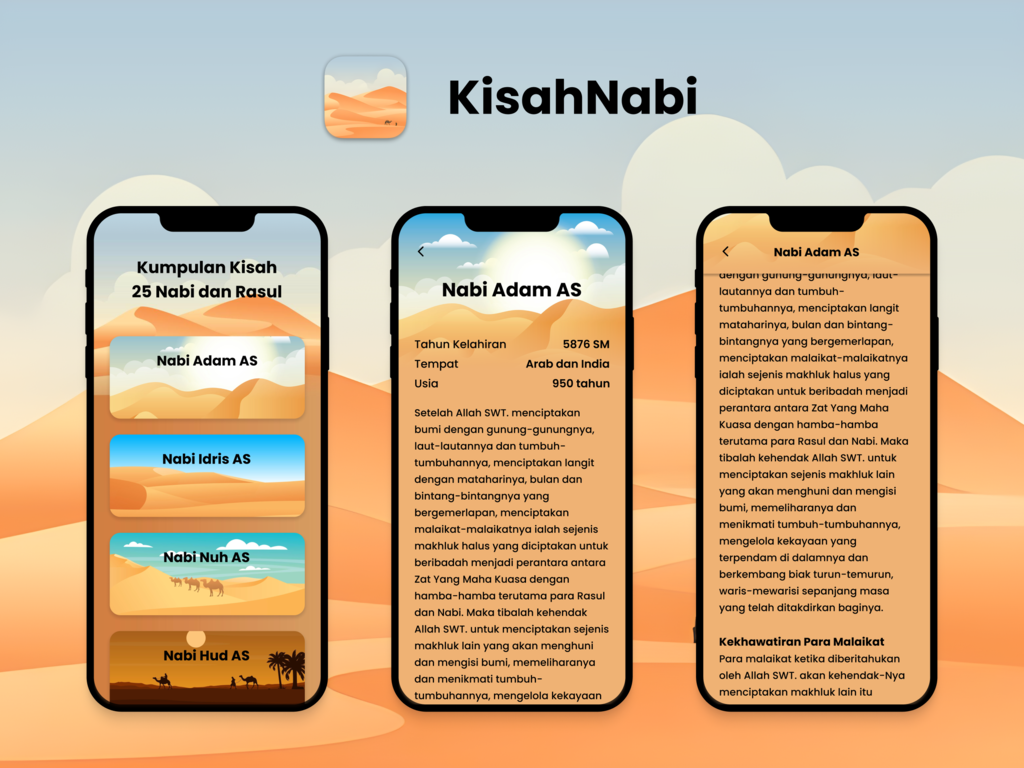 KisahNabi
Kumpulan Kisah
25 Nabi dan Rasul
Nabi Adam AS
Nabi Idris AS
Nabi Nuh AS
Nabi Hud AS
Nabi Adam AS
Tahun Kelahiran 5876 SM
Tempat Arab dan India
Usia 950 tahun
Setelah Allah SWT. menciptakan
bumi dengan gunung-gunungnya,
laut-lautannya dan tumbuh-
tumbuhannya, menciptakan langit
dengan mataharinya, bulan dan
bintang-bintangnya yang
bergemerlapan, menciptakan
malaikat-malaikatnya ialah sejenis
makhluk halus yang diciptakan untuk
beribadah menjadi perantara antara
Zat Yang Maha Kuasa dengan
hamba-hamba terutama para Rasul
dan Nabi. Maka tibalah kehendak
Allah SWT. untuk menciptakan sejenis
makhluk lain yang akan menghuni
dan mengisi bumi, memeliharanya
dan menikmati tumbuh-
tumbuhannya, mengelola kekayaan
Nabi Adam AS
dengan gunung-gunungnya, laut-
lautannya dan tumbuh-
tumbuhannya, menciptakan langit
mataharinya, bulan dan bintang-
bintangnya yang bergemerlapan,
menciptakan malaikat-malaikatnya
ialah sejenis makhluk halus yang
diciptakan untuk beribadah menjadi
perantara antara Zat Yang Maha
Kuasa dengan hamba-hamba
terutama para Rasul dan Nabi. Maka
tibalah kehendak Allah SWT. untuk
menciptakan sejenis makhluk lain
yang akan menghuni dan mengisi
bumi, memeliharanya dan
menikmati tumbuh-tumbuhannya,
mengelola kekayaan yang
terpendam di dalamnya dan
berkembang biak turun-temurun,
waris-mewarisi sepanjang masa
yang telah ditakdirkan baginya.
Kekhawatiran Para Malaikat
Para malaikat ketika diberitahukan
oleh Allah SWT. akan kehendak-Nya
menciptakan makhluk lain itu